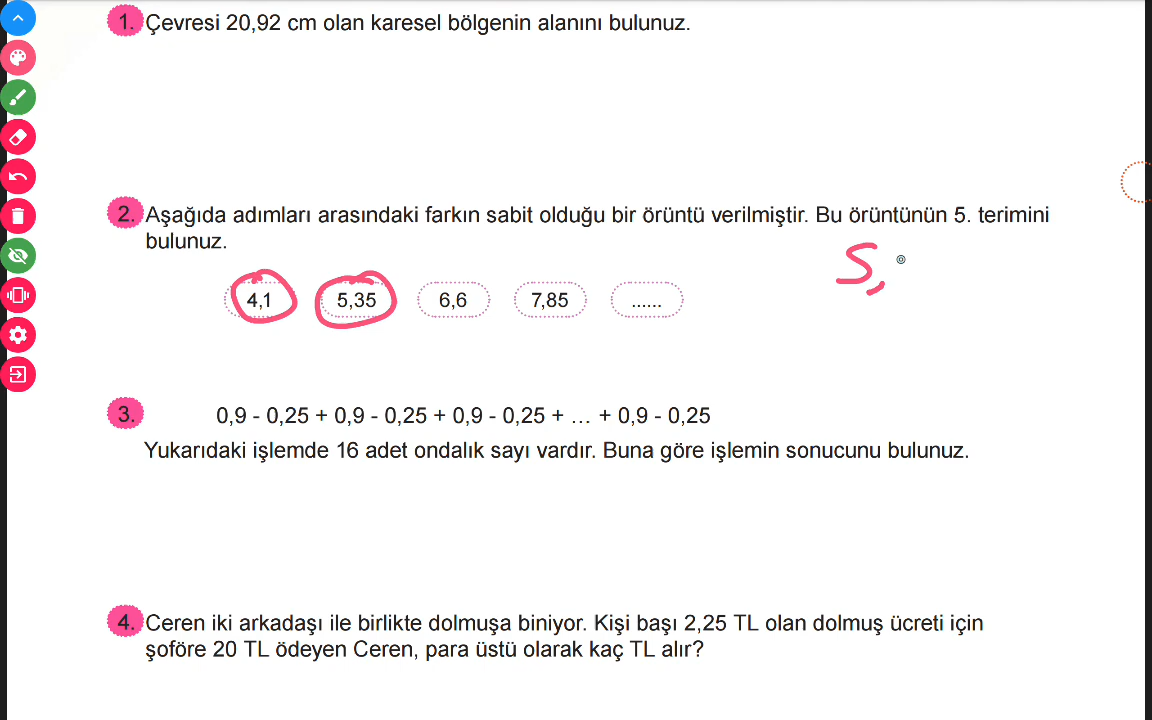 1. Çevresi 20,92 cm olan karesel bölgenin alanını bulunuz.
2. Aşağıda adımları arasındaki farkın sabit olduğu bir örüntü verilmiştir. Bu örüntünün 5. terimini
bulunuz.
5,
4,1 5,35 6,6 7,85 ......
3. 0,9 - 0,25 + 0,9 - 0,25 + 0,9 - 0,25 + ... + 0,9 - 0,25
Yukarıdaki işlemde 16 adet ondalık sayı vardır. Buna göre işlemin sonucunu bulunuz.
4. Ceren iki arkadaşı ile birlikte dolmuşa biniyor. Kişi başı 2,25 TL olan dolmuş ücreti için
şoföre 20 TL ödeyen Ceren, para üstü olarak kaç TL alır?